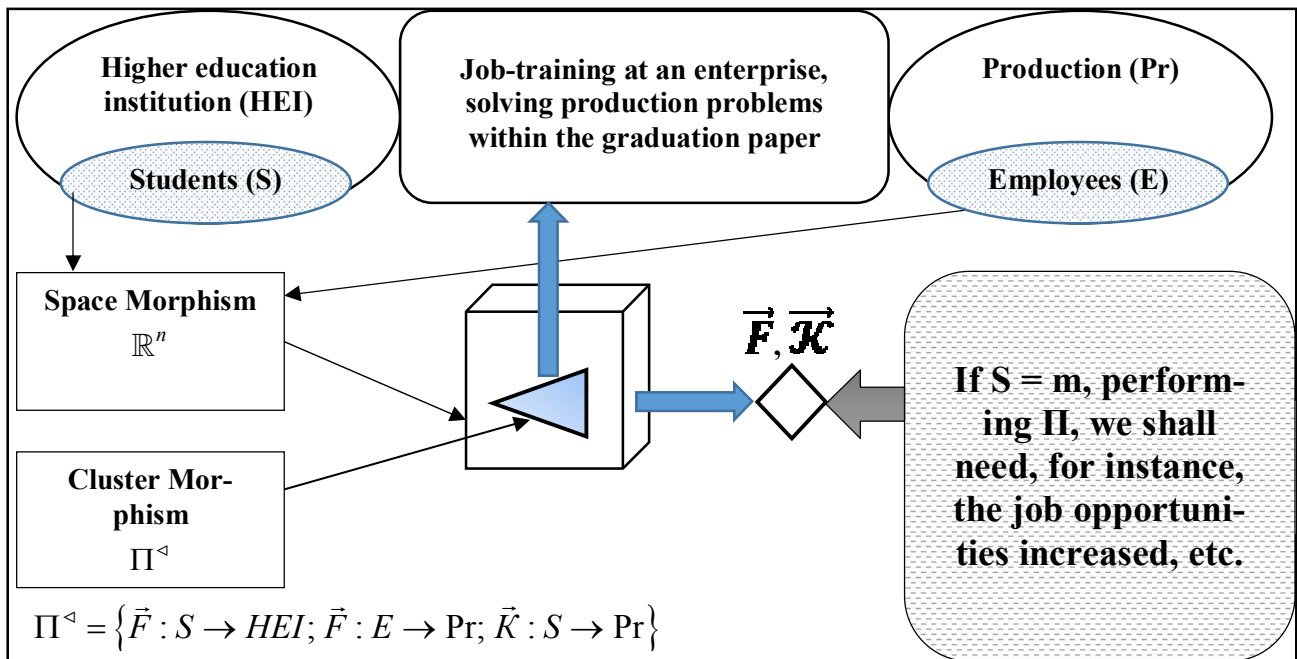 Higher education
institution (HEI)
Students (S)
Job-training at an enterprise,
solving production problems
within the graduation paper
Production (Pr)
Employees (E)
Space Morphism
ℝⁿ
Cluster Mor-
phism
Π^⊲
F⃗, 𝒦⃗
If S = m, perform-
ing Π, we shall
need, for instance,
the job opportuni-
ties increased, etc.
Π^⊲ = {F⃗ : S → HEI; F⃗ : E → Pr; K⃗ : S → Pr}